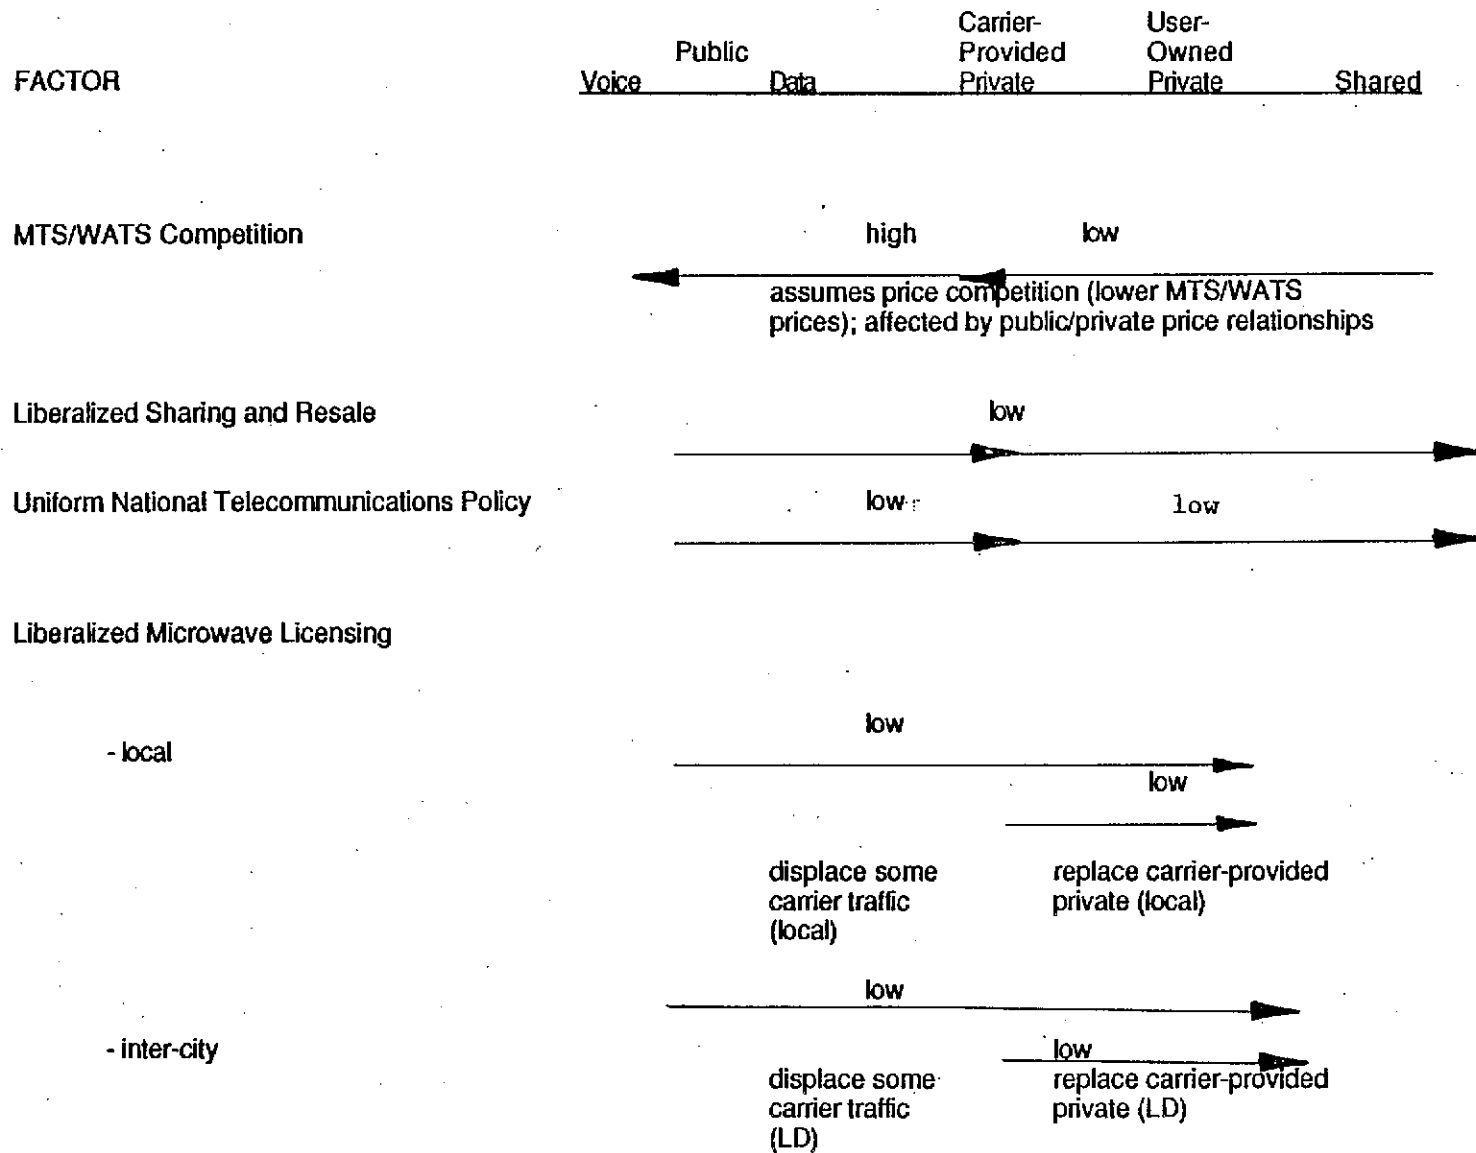 Carrier- User-
Public Provided Owned
FACTOR Voice Data Private Private Shared
MTS/WATS Competition high low
assumes price competition (lower MTS/WATS
prices); affected by public/private price relationships
Liberalized Sharing and Resale low
Uniform National Telecommunications Policy low low
Liberalized Microwave Licensing
low
- local
low
displace some replace carrier-provided
carrier traffic private (local)
(local)
low
- inter-city low
displace some replace carrier-provided
carrier traffic private (LD)
(LD)